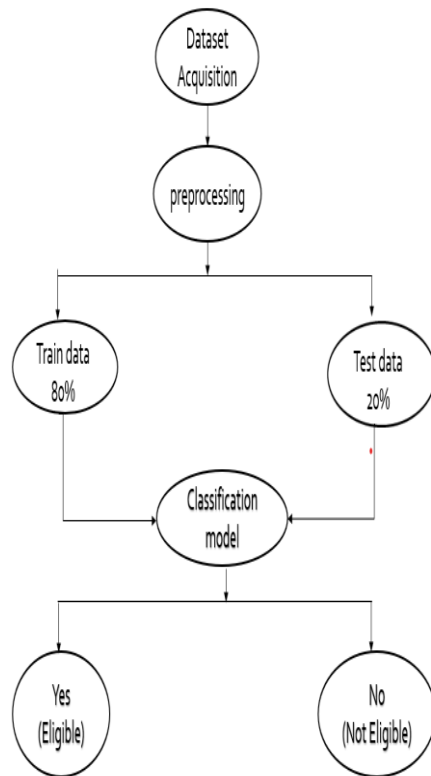 Dataset
Acquisition
preprocessing
Train data
80%
Test data
20%
Classification
model
Yes
(Eligible)
No
(Not Eligible)